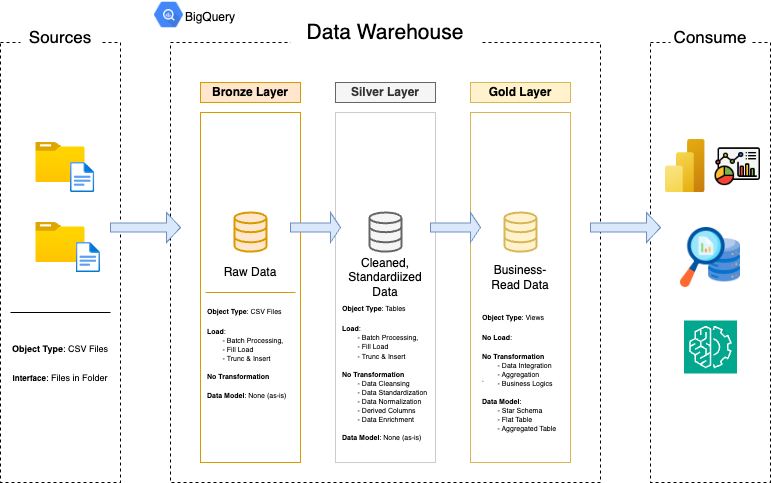 Sources
Object Type: CSV Files
Interface: Files in Folder
BigQuery
Data Warehouse
Bronze Layer
Raw Data
Object Type: CSV Files
Load:
- Batch Processing,
- Fill Load
- Trunc & Insert
No Transformation
Data Model: None (as-is)
Silver Layer
Cleaned,
Standardiized
Data
Object Type: Tables
Load:
- Batch Processing,
- Fill Load
- Trunc & Insert
No Transformation
- Data Cleansing
- Data Standardization
- Data Normalization
- Derived Columns
- Data Enrichment
Data Model: None (as-is)
Gold Layer
Business-
Read Data
Object Type: Views
No Load:
No Transformation
- Data Integration
- Aggregation
- Business Logics
Data Model:
- Star Schema
- Flat Table
- Aggregated Table
Consume